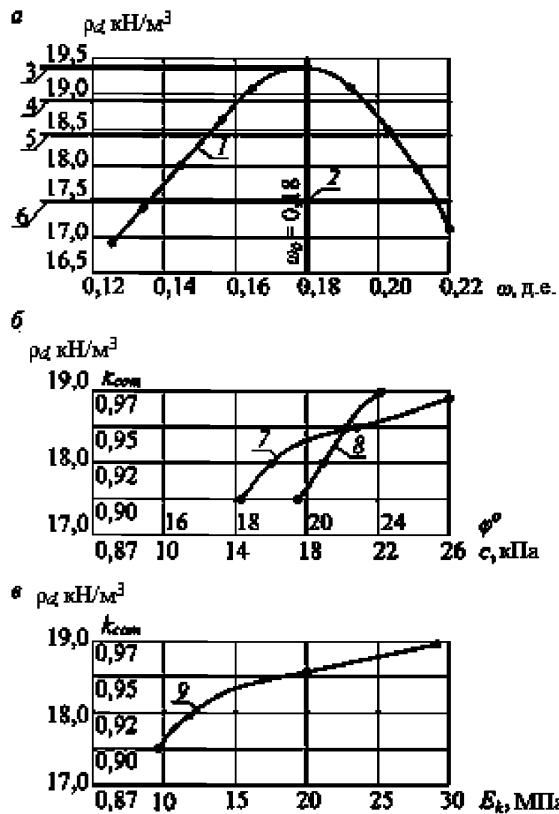 а
ρd, кН/м³
19,5
3
19,0
4
18,5
5
1
18,0
17,5
2
6
17,0
ω₀ = 0,18
16,5
0,12 0,14 0,16 0,18 0,20 0,22 ω, д.е.
б
ρd, кН/м³
19,0 kcom
0,97
7
0,95
8
18,0 0,92
0,90
16 18 20 24 φ°
17,0
0,87 10 14 18 22 26 c, кПа
в ρd, кН/м³
19,0 kcom
0,97
9
0,95
18,0 0,92
0,90
17,0
0,87 10 15 20 25 30 Ek, МПа